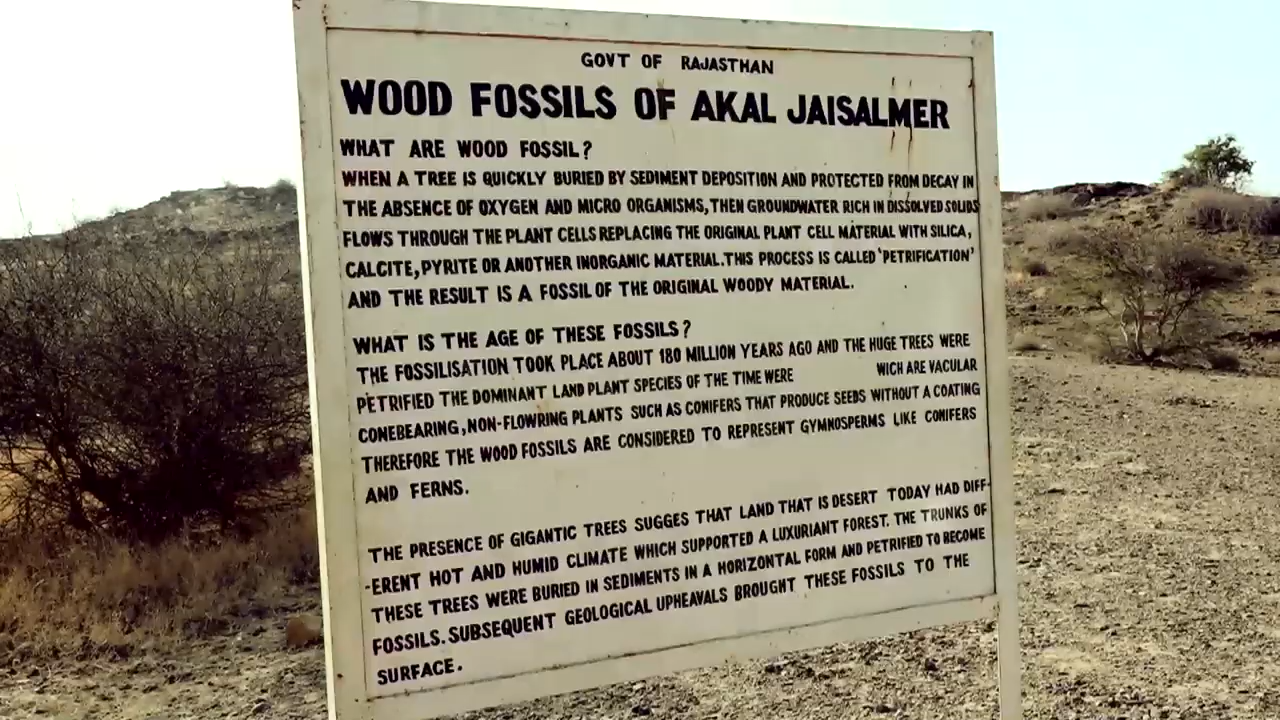 GOVT OF RAJASTHAN
WOOD FOSSILS OF AKAL JAISALMER
WHAT ARE WOOD FOSSIL?
WHEN A TREE IS QUICKLY BURIED BY SEDIMENT DEPOSITION AND PROTECTED FROM DECAY IN
THE ABSENCE OF OXYGEN AND MICRO ORGANISMS, THEN GROUNDWATER RICH IN DISSOLVED SOLIDS
FLOWS THROUGH THE PLANT CELLS REPLACING THE ORIGINAL PLANT CELL MATERIAL WITH SILICA,
CALCITE, PYRITE OR ANOTHER INORGANIC MATERIAL. THIS PROCESS IS CALLED 'PETRIFICATION'
AND THE RESULT IS A FOSSIL OF THE ORIGINAL WOODY MATERIAL.
WHAT IS THE AGE OF THESE FOSSILS?
THE FOSSILISATION TOOK PLACE ABOUT 180 MILLION YEARS AGO AND THE HUGE TREES WERE
PETRIFIED THE DOMINANT LAND PLANT SPECIES OF THE TIME WERE WICH ARE VACULAR
CONEBEARING, NON-FLOWRING PLANTS SUCH AS CONIFERS THAT PRODUCE SEEDS WITHOUT A COATING
THEREFORE THE WOOD FOSSILS ARE CONSIDERED TO REPRESENT GYMNOSPERMS LIKE CONIFERS
AND FERNS.
THE PRESENCE OF GIGANTIC TREES SUGGES THAT LAND THAT IS DESERT TODAY HAD DIFF-
-ERENT HOT AND HUMID CLIMATE WHICH SUPPORTED A LUXURIANT FOREST. THE TRUNKS OF
THESE TREES WERE BURIED IN SEDIMENTS IN A HORIZONTAL FORM AND PETRIFIED TO BECOME
FOSSILS. SUBSEQUENT GEOLOGICAL UPHEAVALS BROUGHT THESE FOSSILS TO THE
SURFACE.